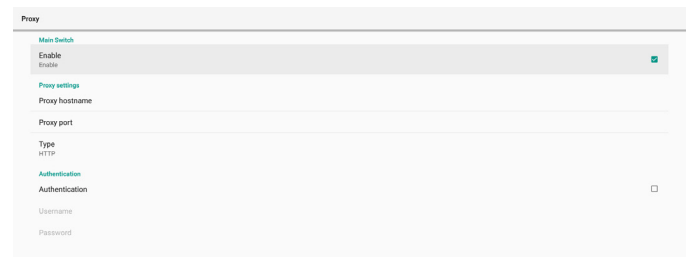 Proxy
Main Switch
Enable
Enable
Proxy settings
Proxy hostname
Proxy port
Type
HTTP
Authentication
Authentication
Username
Password